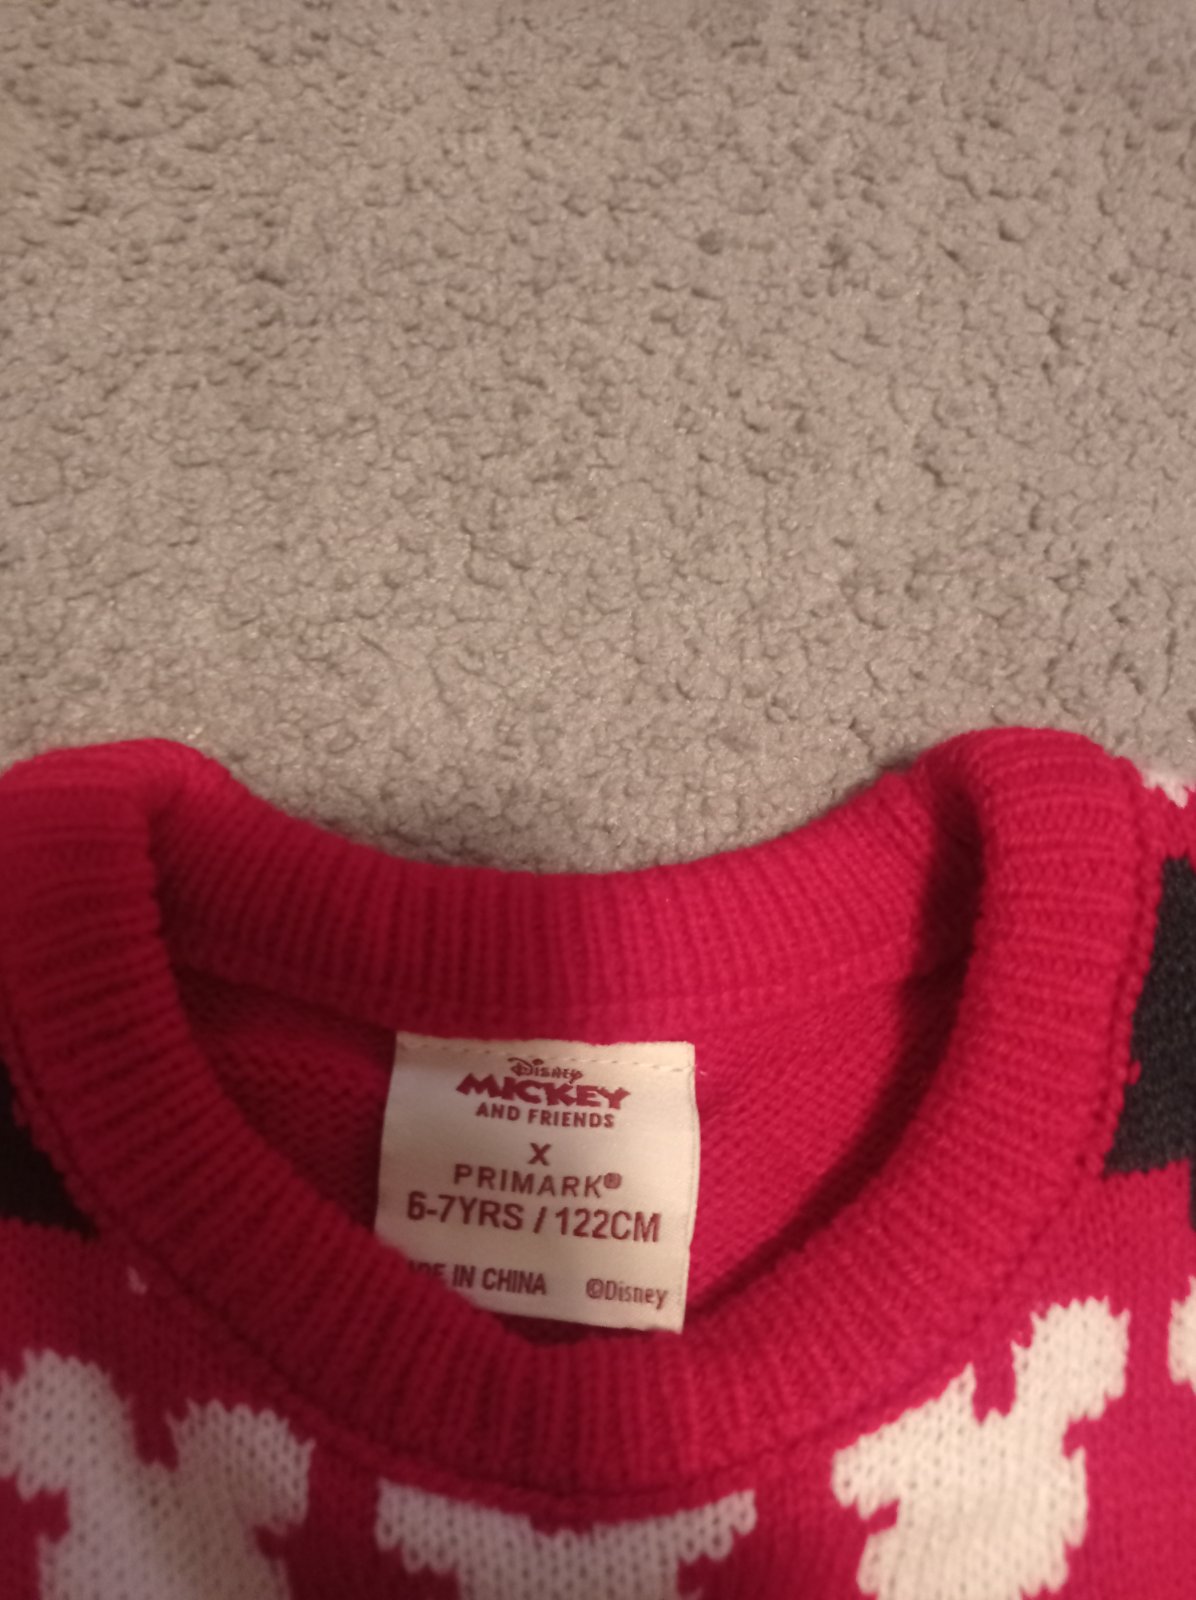 Disney
MICKEY
AND FRIENDS
X
PRIMARK®
6-7YRS / 122CM
IN CHINA ©Disney